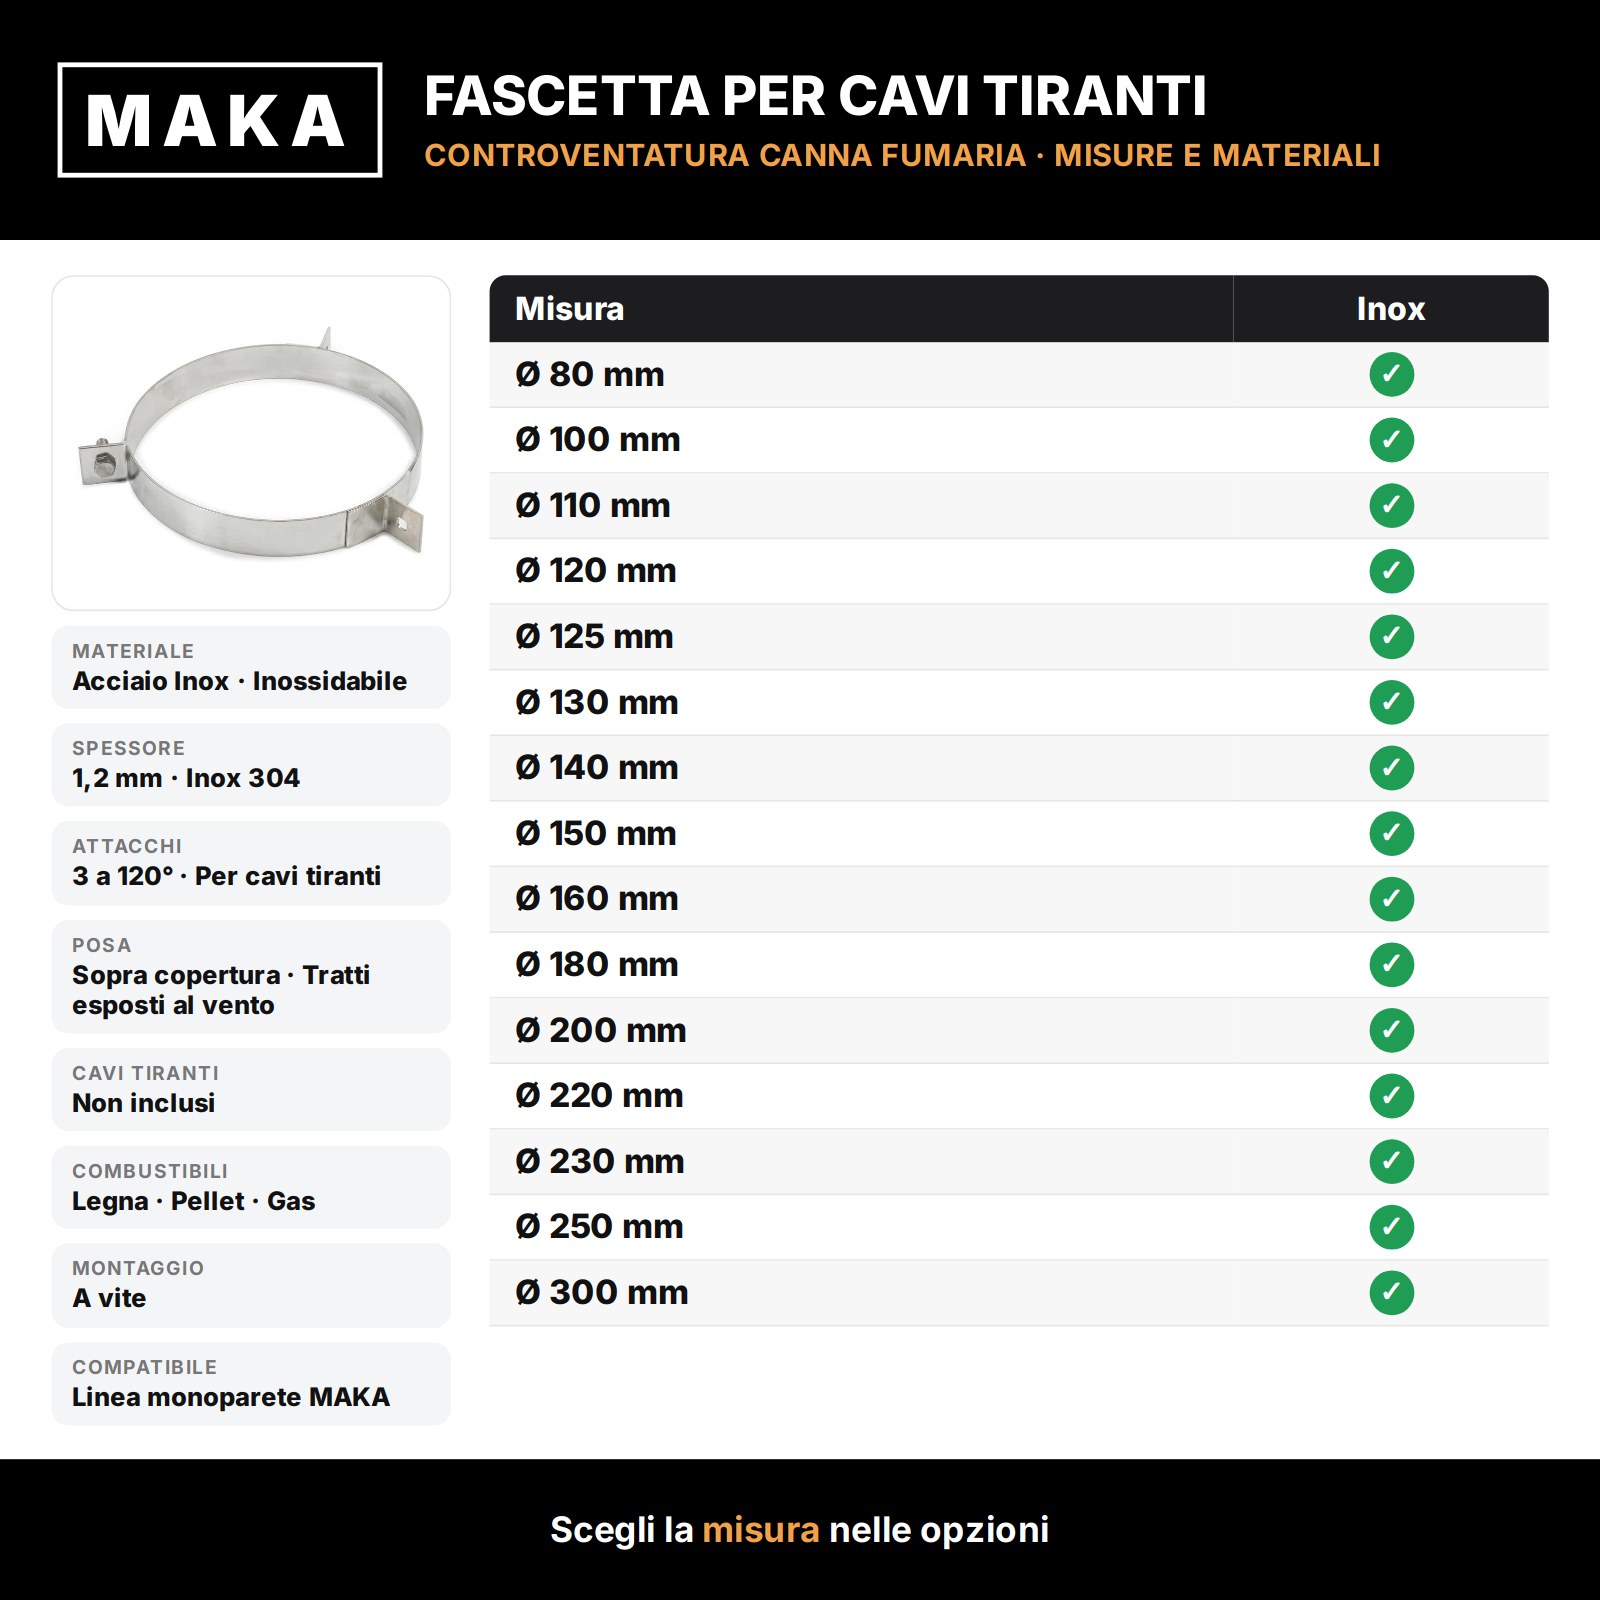 MAKA
FASCETTA PER CAVI TIRANTI
CONTROVENTATURA CANNA FUMARIA · MISURE E MATERIALI
MATERIALE
Acciaio Inox · Inossidabile
SPESSORE
1,2 mm · Inox 304
ATTACCHI
3 a 120° · Per cavi tiranti
POSA
Sopra copertura · Tratti
esposti al vento
CAVI TIRANTI
Non inclusi
COMBUSTIBILI
Legna · Pellet · Gas
MONTAGGIO
A vite
COMPATIBILE
Linea monoparete MAKA
Misura Inox
Ø 80 mm ✓
Ø 100 mm ✓
Ø 110 mm ✓
Ø 120 mm ✓
Ø 125 mm ✓
Ø 130 mm ✓
Ø 140 mm ✓
Ø 150 mm ✓
Ø 160 mm ✓
Ø 180 mm ✓
Ø 200 mm ✓
Ø 220 mm ✓
Ø 230 mm ✓
Ø 250 mm ✓
Ø 300 mm ✓
Scegli la misura nelle opzioni